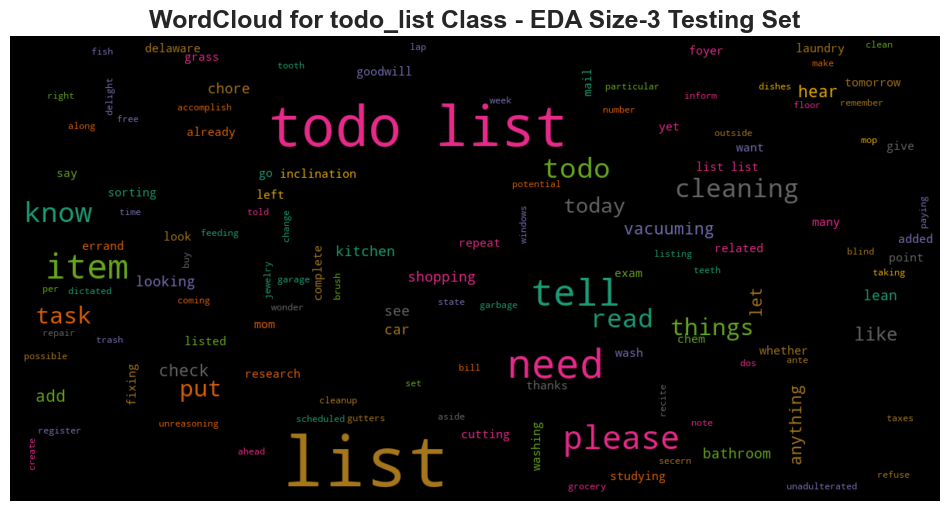 WordCloud for todo_list Class - EDA Size-3 Testing Set
fish delaware lap foyer laundry clean
grass tooth goodwill make
chore mail particular dishes hear tomorrow
right delight accomplish week inform floor remember
free todo list number
along already yet outside mop
want give
say go inclination todo list list
sorting left potential cleaning
know time told today many paying
errand look feeding change windows vacuuming added
item buy kitchen repeat related blind point
per dictated looking jewelry garage complete brush shopping tell exam listing teeth taking
coming wonder state garbage let lean
task mom see read things
repair trash listed car chem like
possible wash whether
fixing check research bill dos ante
add put set thanks anything
cleanup recite
unreasoning scheduled gutters aside note taxes
register cutting please
create ahead list washing secern bathroom
studying refuse
grocery unadulterated